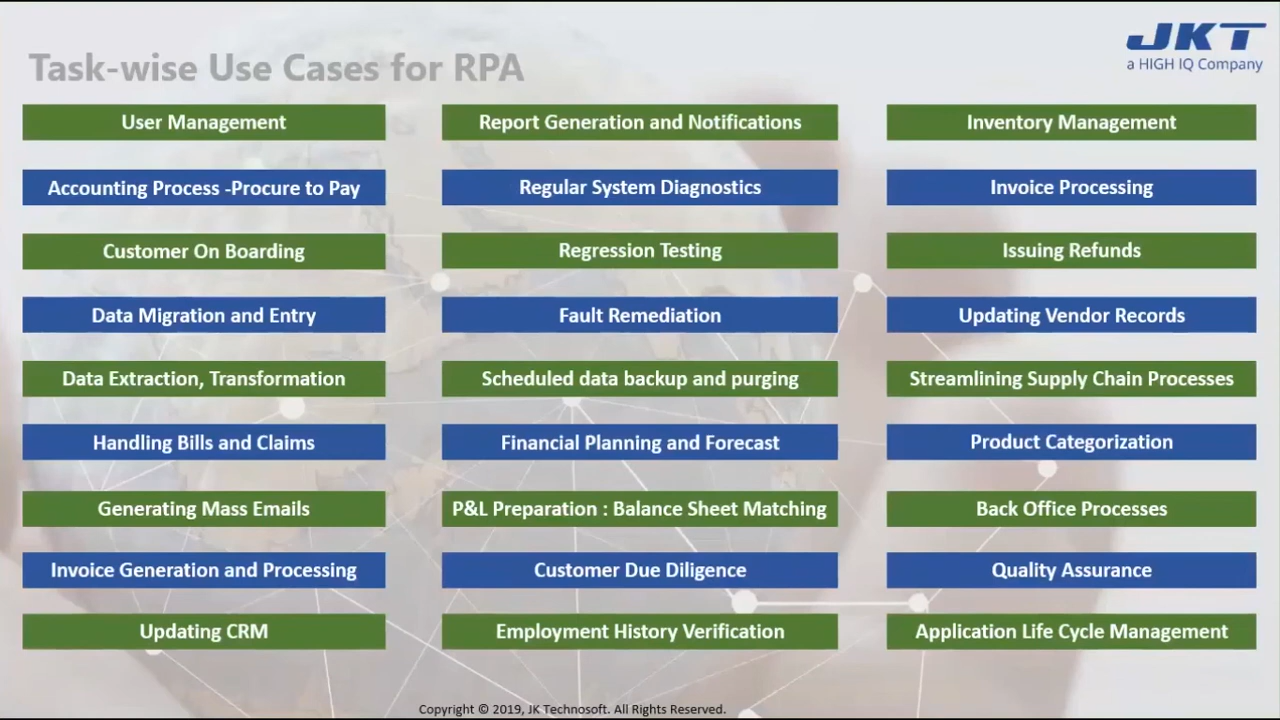 JKT
a HIGH IQ Company
Task-wise Use Cases for RPA
User Management
Report Generation and Notifications
Inventory Management
Accounting Process -Procure to Pay
Regular System Diagnostics
Invoice Processing
Customer On Boarding
Regression Testing
Issuing Refunds
Data Migration and Entry
Fault Remediation
Updating Vendor Records
Data Extraction, Transformation
Scheduled data backup and purging
Streamlining Supply Chain Processes
Handling Bills and Claims
Financial Planning and Forecast
Product Categorization
Generating Mass Emails
P&L Preparation : Balance Sheet Matching
Back Office Processes
Invoice Generation and Processing
Customer Due Diligence
Quality Assurance
Updating CRM
Employment History Verification
Application Life Cycle Management
Copyright © 2019, JK Technosoft. All Rights Reserved.